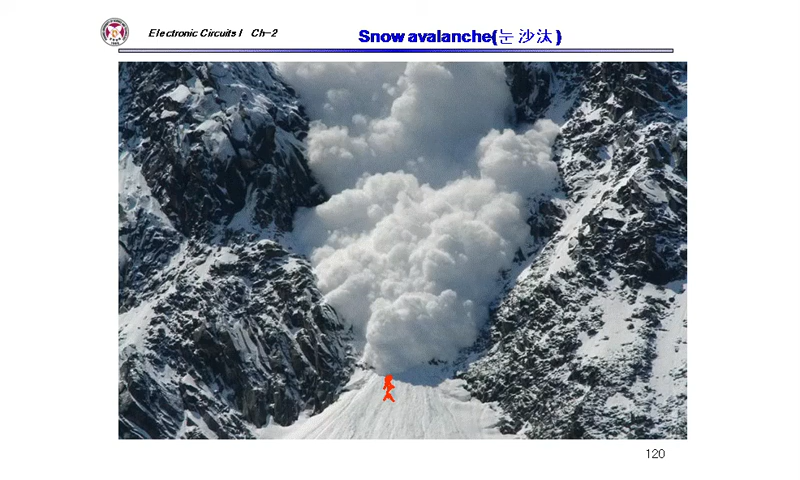 Electronic Circuits I Ch-2
Snow avalanche(눈 沙汰)
120